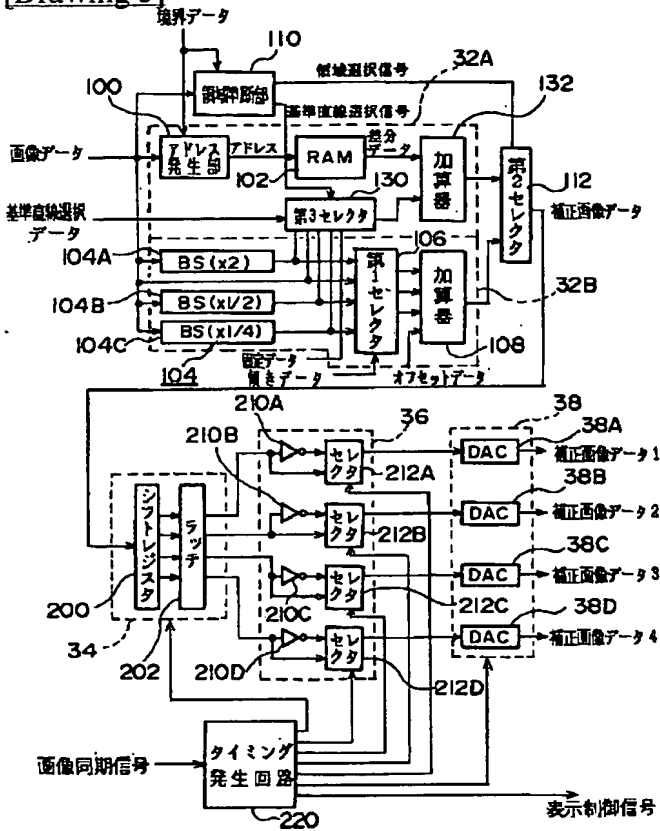 境界データ
110
領域選択信号
32A
132
100
領域判断部
基準直線選択信号
画像データ
アドレス
発生部
アドレス
RAM
102
差分
データ
130
加算器
第2セレクタ
112
補正画像データ
基準直線選択
データ
第3セレクタ
106
104A
BS(x2)
104B
BS(x1/2)
104C
BS(x1/4)
104
第1セレクタ
加算器
32B
108
固定データ
傾きデータ
オフセットデータ
210A
210B
36
38
38A
セレクタ
DAC
補正画像データ1
212A
38B
セレクタ
DAC
補正画像データ2
212B
38C
シフトレジスタ
ラッチ
セレクタ
DAC
補正画像データ3
200
210C
212C
38D
34
202
セレクタ
DAC
補正画像データ4
210D
212D
画像同期信号
タイミング
発生回路
220
表示制御信号